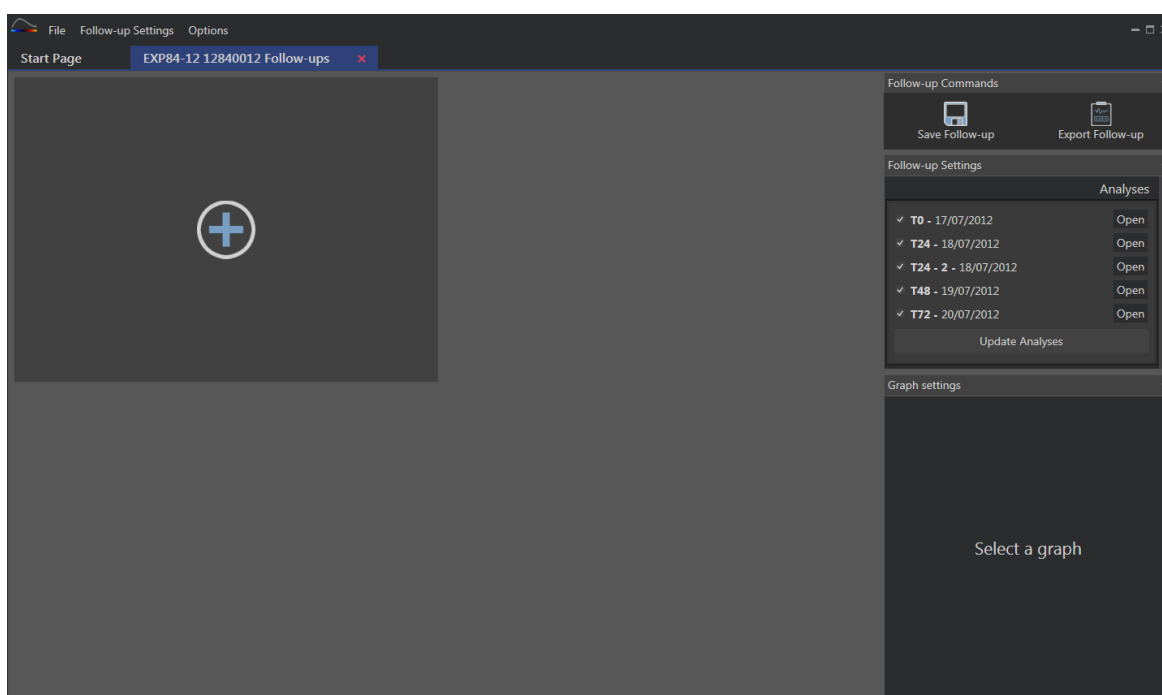 File Follow-up Settings Options
Start Page EXP84-12 12840012 Follow-ups
Follow-up Commands
Save Follow-up Export Follow-up
Follow-up Settings
Analyses
T0 - 17/07/2012 Open
T24 - 18/07/2012 Open
T24 - 2 - 18/07/2012 Open
T48 - 19/07/2012 Open
T72 - 20/07/2012 Open
Update Analyses
Graph settings
Select a graph